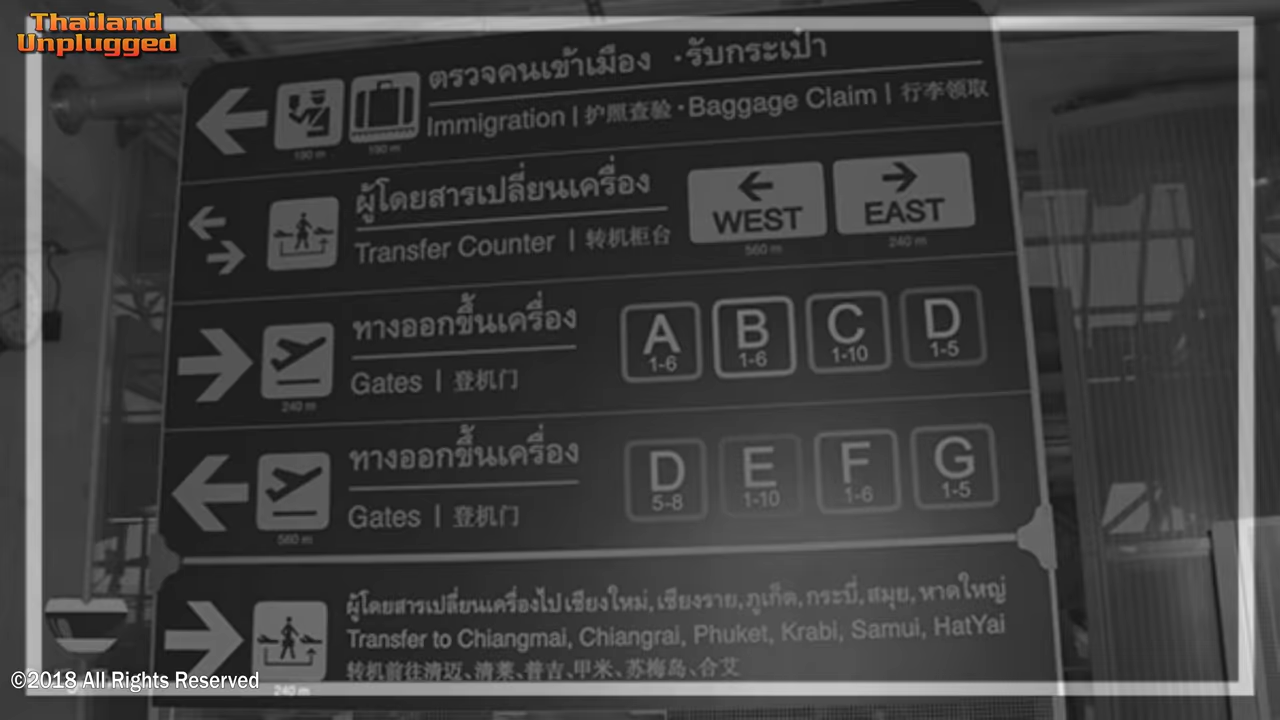 Thailand
Unplugged
ตรวจคนเข้าเมือง · รับกระเป๋า
Immigration | 护照查验 · Baggage Claim | 行李领取
190 m 190 m
ผู้โดยสารเปลี่ยนเครื่อง
Transfer Counter | 转机柜台
WEST EAST
560 m 240 m
ทางออกขึ้นเครื่อง
Gates | 登机门
A B C D
1-6 1-6 1-10 1-5
240 m
ทางออกขึ้นเครื่อง
Gates | 登机门
D E F G
5-8 1-10 1-6 1-5
560 m
ผู้โดยสารเปลี่ยนเครื่องไป เชียงใหม่, เชียงราย, ภูเก็ต, กระบี่, สมุย, หาดใหญ่
Transfer to Chiangmai, Chiangrai, Phuket, Krabi, Samui, HatYai
转机前往清迈、清莱、普吉、甲米、苏梅岛、合艾
240 m
©2018 All Rights Reserved